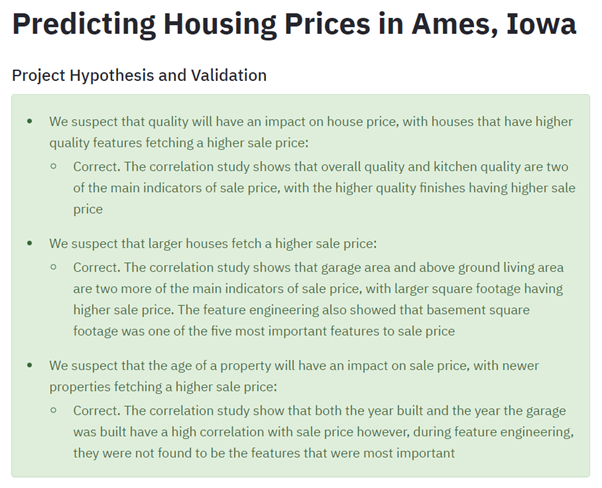 Predicting Housing Prices in Ames, Iowa
Project Hypothesis and Validation
• We suspect that quality will have an impact on house price, with houses that have higher
quality features fetching a higher sale price:
○ Correct. The correlation study shows that overall quality and kitchen quality are two
of the main indicators of sale price, with the higher quality finishes having higher sale
price
• We suspect that larger houses fetch a higher sale price:
○ Correct. The correlation study shows that garage area and above ground living area
are two more of the main indicators of sale price, with larger square footage having
higher sale price. The feature engineering also showed that basement square
footage was one of the five most important features to sale price
• We suspect that the age of a property will have an impact on sale price, with newer
properties fetching a higher sale price:
○ Correct. The correlation study show that both the year built and the year the garage
was built have a high correlation with sale price however, during feature engineering,
they were not found to be the features that were most important